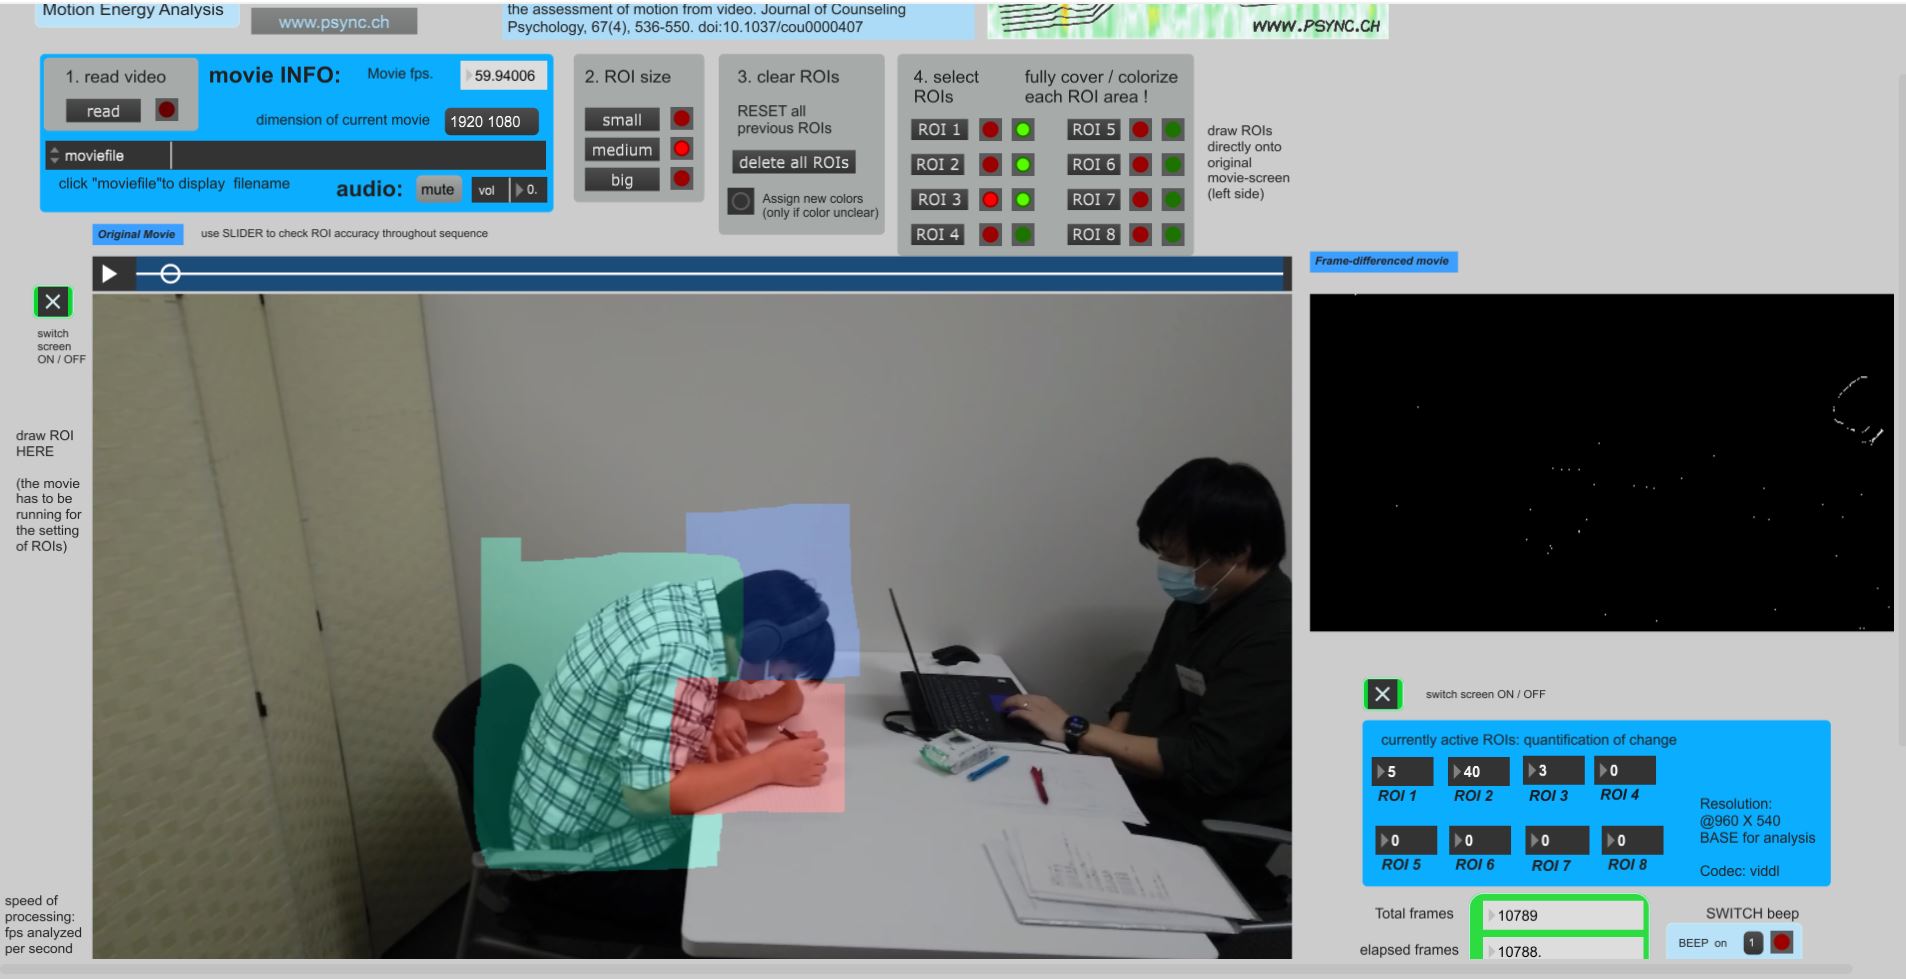 Motion Energy Analysis
www.psync.ch
the assessment of motion from video. Journal of Counseling
Psychology, 67(4), 536-550. doi:10.1037/cou0000407
WWW.PSYNC.CH
1. read video
read
movie INFO:
Movie fps.
59.94006
dimension of current movie
1920 1080
moviefile
click "moviefile"to display filename
audio:
mute
vol
0.
2. ROI size
small
medium
big
3. clear ROIs
RESET all
previous ROIs
delete all ROIs
Assign new colors
(only if color unclear)
4. select
ROIs
fully cover / colorize
each ROI area !
ROI 1
ROI 5
ROI 2
ROI 6
ROI 3
ROI 7
ROI 4
ROI 8
draw ROIs
directly onto
original
movie-screen
(left side)
Original Movie
use SLIDER to check ROI accuracy throughout sequence
Frame-differenced movie
switch
screen
ON / OFF
draw ROI
HERE
(the movie
has to be
running for
the setting
of ROIs)
speed of
processing:
fps analyzed
per second
switch screen ON / OFF
currently active ROIs: quantification of change
5
40
3
0
ROI 1
ROI 2
ROI 3
ROI 4
0
0
0
0
ROI 5
ROI 6
ROI 7
ROI 8
Resolution:
@960 X 540
BASE for analysis
Codec: viddl
Total frames
10789
elapsed frames
10788.
SWITCH beep
BEEP on
1